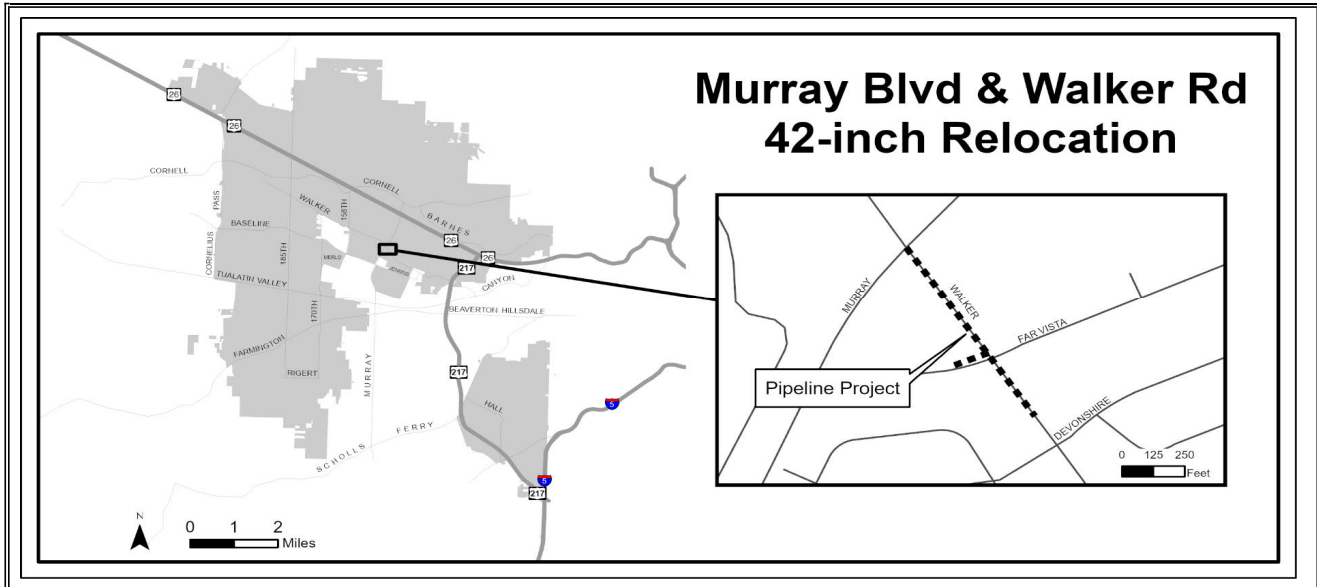 Murray Blvd & Walker Rd
42-inch Relocation
26
26
CORNELL
CORNELL
WALKER
158TH
BARNES
PASS
CORNELIUS
BASELINE
185TH
MERLO
JENKINS
26
26
217
CANYON
TUALATIN VALLEY
BEAVERTON HILLSDALE
170TH
FARMINGTON
RIGERT
MURRAY
217
HALL
5
SCHOLLS FERRY
5
217
N
0 1 2
Miles
MURRAY
WALKER
FAR VISTA
Pipeline Project
DEVONSHIRE
0 125 250
Feet